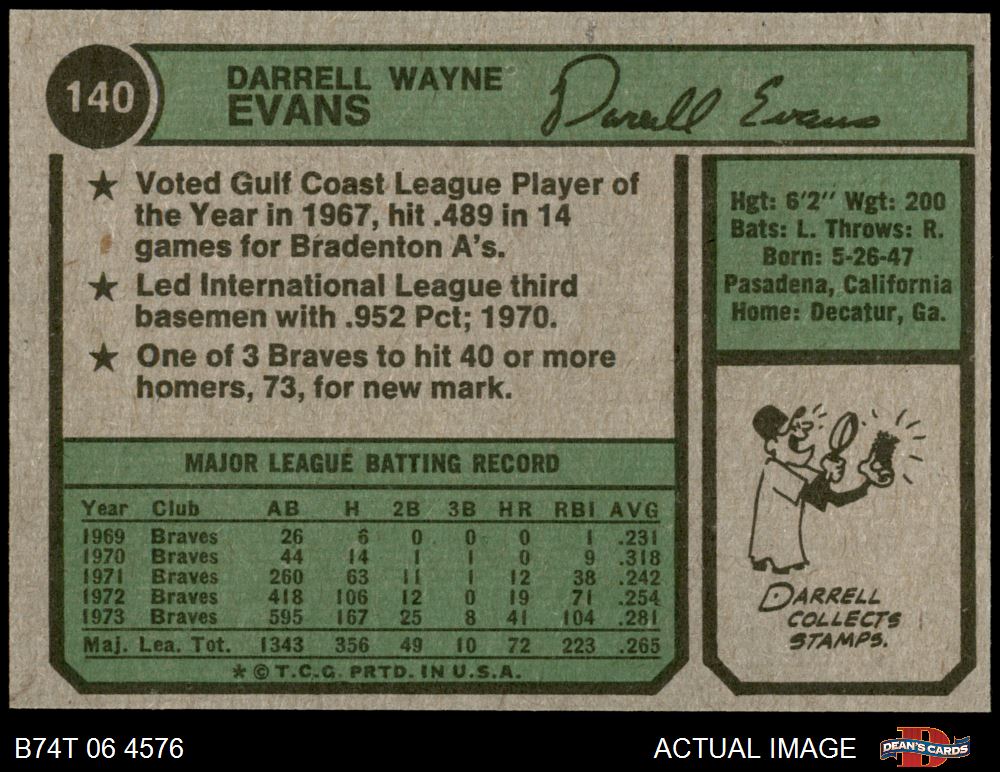 140
DARRELL WAYNE
EVANS
Darrell Evans
★ Voted Gulf Coast League Player of
the Year in 1967, hit .489 in 14
games for Bradenton A's.
★ Led International League third
basemen with .952 Pct; 1970.
★ One of 3 Braves to hit 40 or more
homers, 73, for new mark.
Hgt: 6'2" Wgt: 200
Bats: L. Throws: R.
Born: 5-26-47
Pasadena, California
Home: Decatur, Ga.
MAJOR LEAGUE BATTING RECORD
Year Club AB H 2B 3B HR RBI AVG
1969 Braves 26 6 0 0 0 1 .231
1970 Braves 44 14 1 1 0 9 .318
1971 Braves 260 63 11 1 12 38 .242
1972 Braves 418 106 12 0 19 71 .254
1973 Braves 595 167 25 8 41 104 .281
Maj. Lea. Tot. 1343 356 49 10 72 223 .265
* © T.C.G. PRTD. IN U.S.A.
DARRELL
COLLECTS
STAMPS.
B74T 06 4576
ACTUAL IMAGE
DEAN'S CARDS